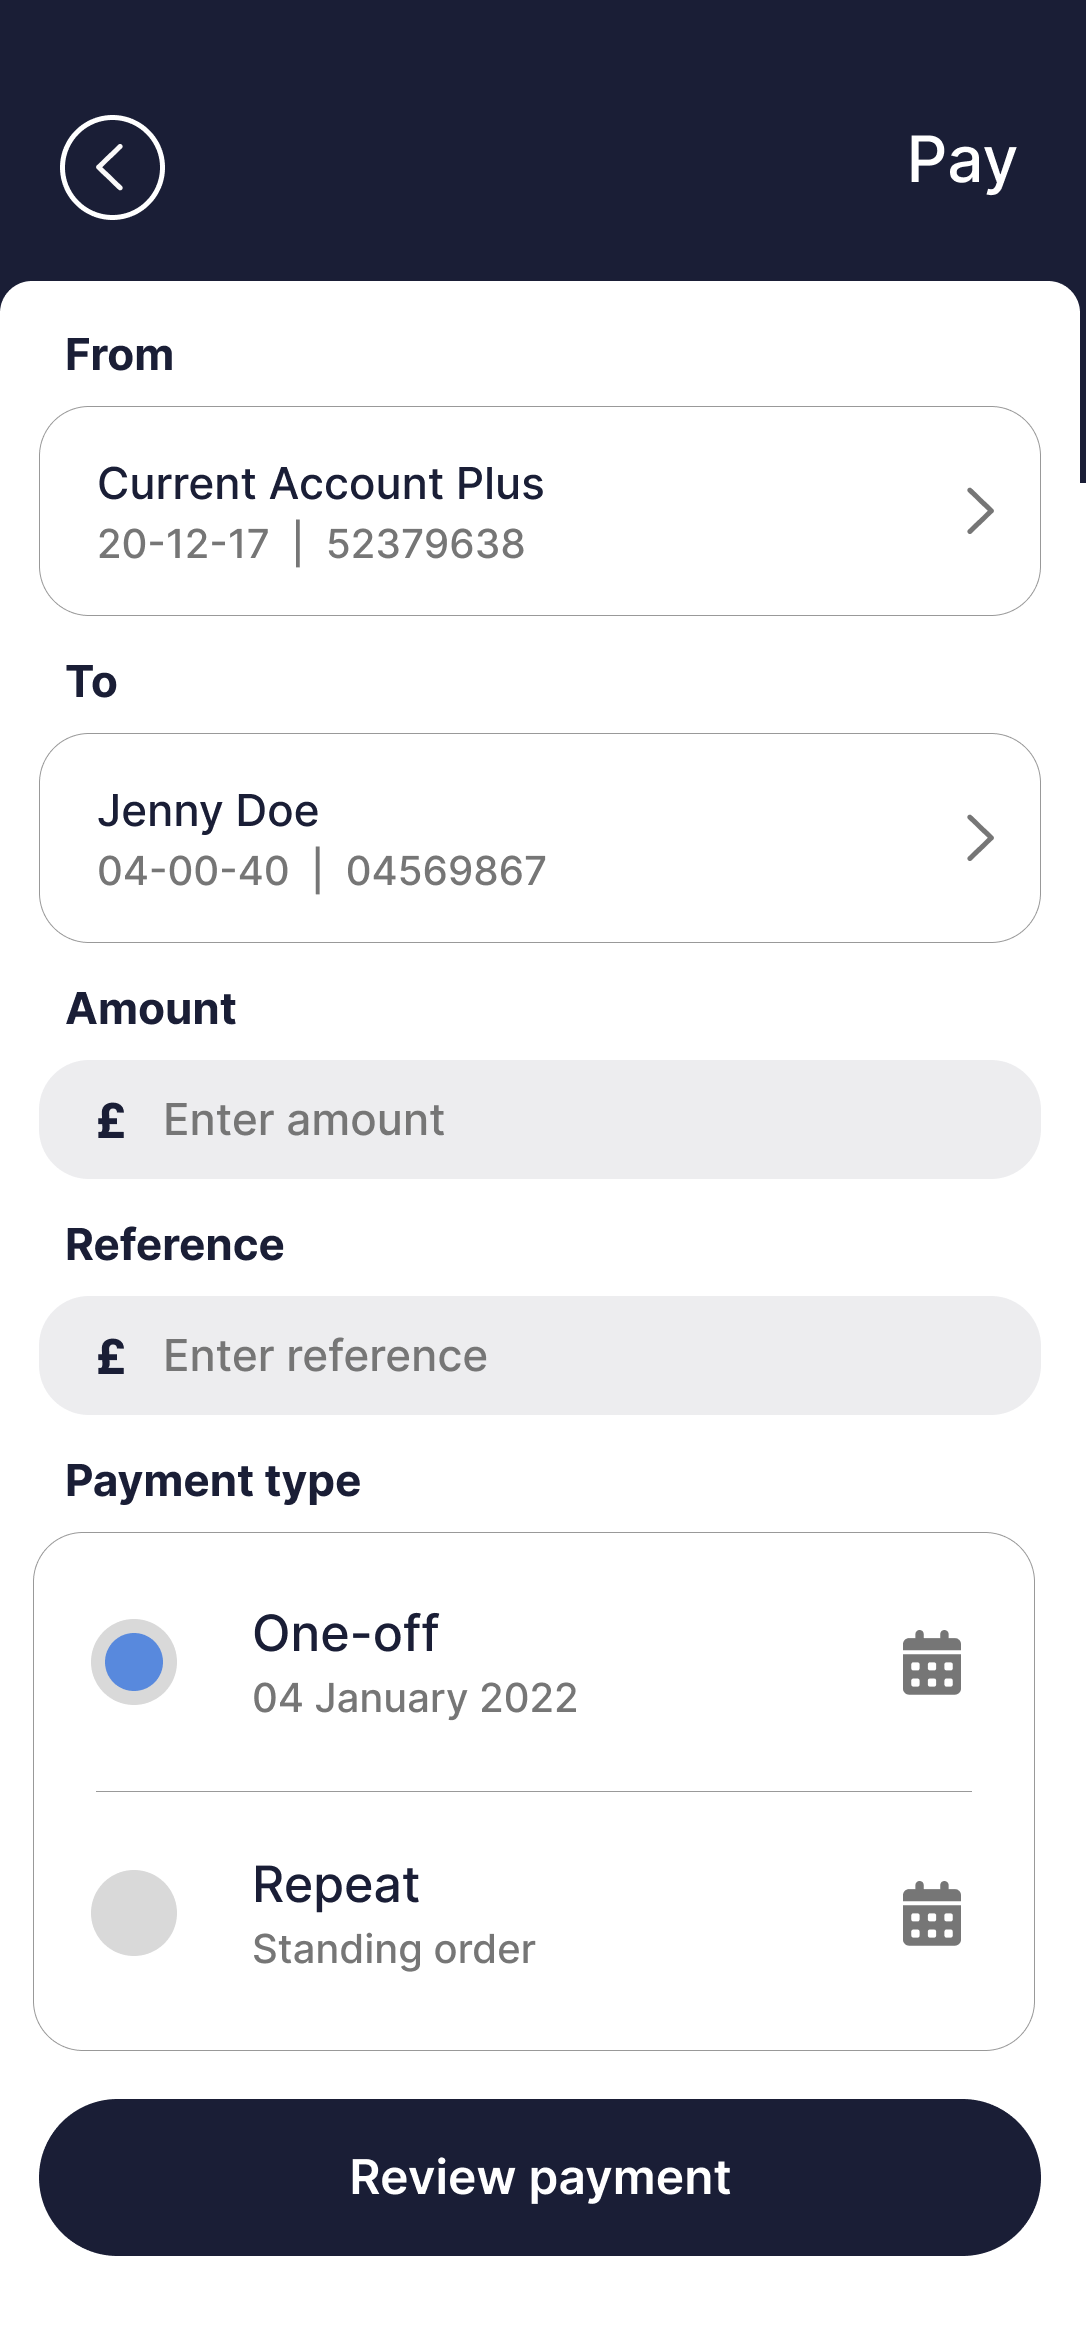 Pay
From
Current Account Plus
20-12-17 | 52379638
To
Jenny Doe
04-00-40 | 04569867
Amount
£ Enter amount
Reference
£ Enter reference
Payment type
One-off
04 January 2022
Repeat
Standing order
Review payment